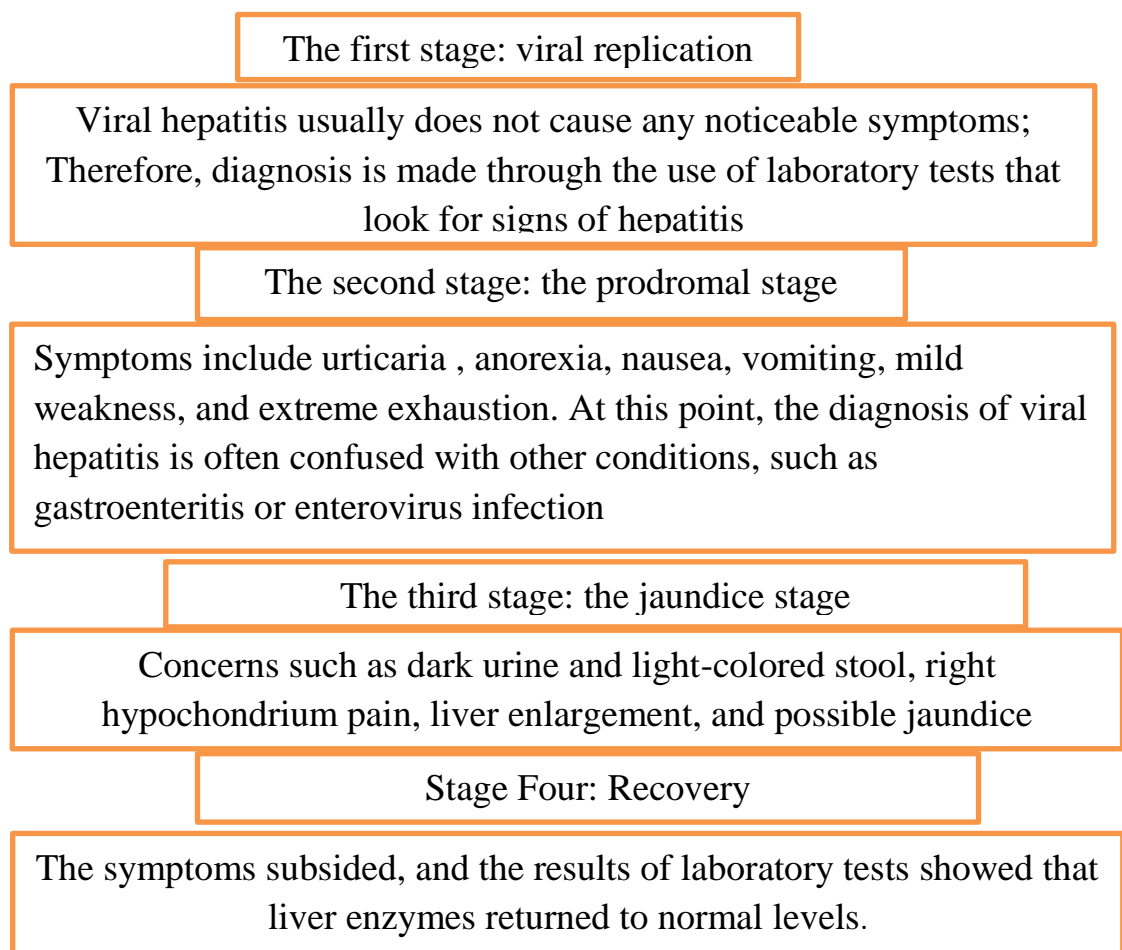 The first stage: viral replication
Viral hepatitis usually does not cause any noticeable symptoms;
Therefore, diagnosis is made through the use of laboratory tests that
look for signs of hepatitis
The second stage: the prodromal stage
Symptoms include urticaria , anorexia, nausea, vomiting, mild
weakness, and extreme exhaustion. At this point, the diagnosis of viral
hepatitis is often confused with other conditions, such as
gastroenteritis or enterovirus infection
The third stage: the jaundice stage
Concerns such as dark urine and light-colored stool, right
hypochondrium pain, liver enlargement, and possible jaundice
Stage Four: Recovery
The symptoms subsided, and the results of laboratory tests showed that
liver enzymes returned to normal levels.